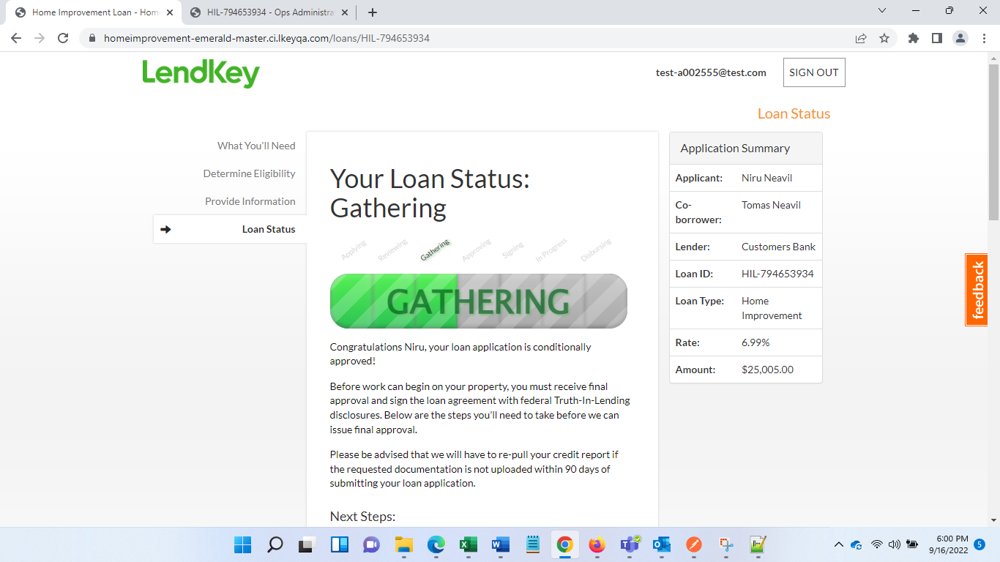 Home Improvement Loan - Hom
HIL-794653934 - Ops Administra
homeimprovement-emerald-master.ci.lkeyqa.com/loans/HIL-794653934
LendKey
test-a002555@test.com
SIGN OUT
Loan Status
What You'll Need
Determine Eligibility
Provide Information
Loan Status
Your Loan Status:
Gathering
Applying
Reviewing
Gathering
Approving
Signing
In Progress
Disbursing
GATHERING
Congratulations Niru, your loan application is conditionally
approved!
Before work can begin on your property, you must receive final
approval and sign the loan agreement with federal Truth-In-Lending
disclosures. Below are the steps you'll need to take before we can
issue final approval.
Please be advised that we will have to re-pull your credit report if
the requested documentation is not uploaded within 90 days of
submitting your loan application.
Next Steps:
Application Summary
Applicant: Niru Neavil
Co- Tomas Neavil
borrower:
Lender: Customers Bank
Loan ID: HIL-794653934
Loan Type: Home
Improvement
Rate: 6.99%
Amount: $25,005.00
feedback
6:00 PM
9/16/2022
5